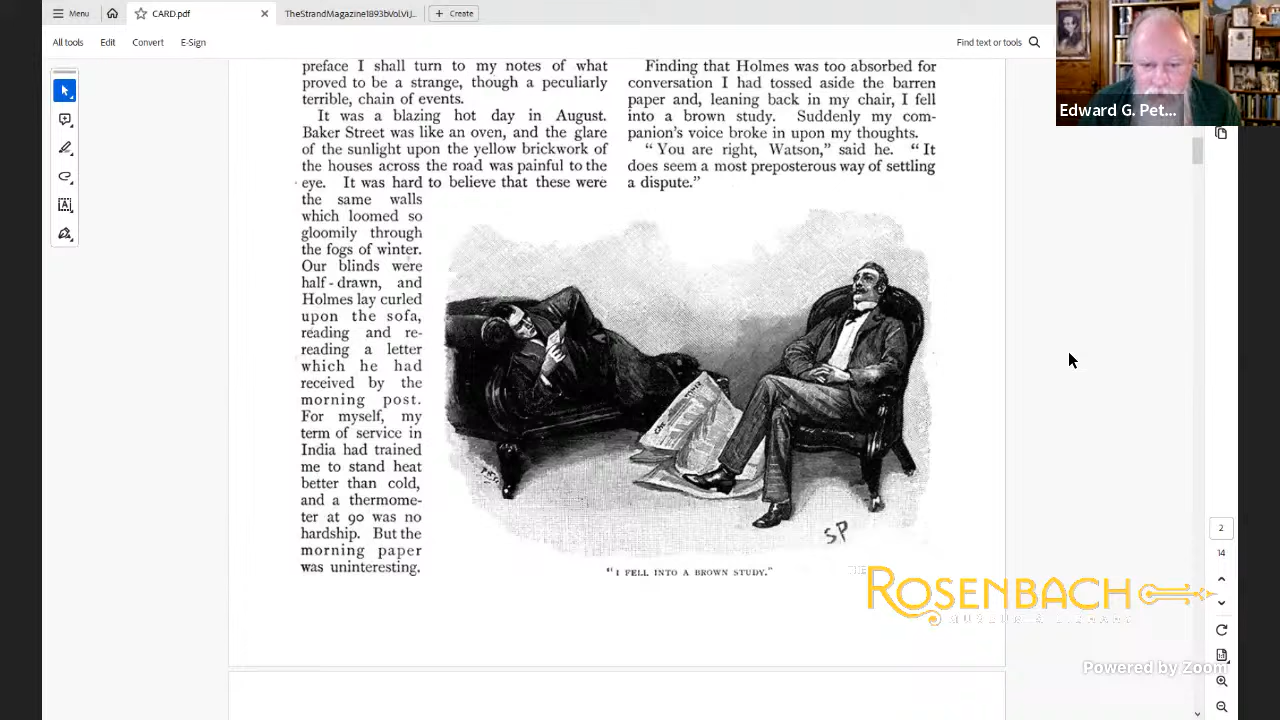 Menu
CARD.pdf
TheStrandMagazine1893bVol.VI,J...
Create
All tools
Edit
Convert
E-Sign
Find text or tools
Edward G. Pet...
preface I shall turn to my notes of what
proved to be a strange, though a peculiarly
terrible, chain of events.
It was a blazing hot day in August.
Baker Street was like an oven, and the glare
of the sunlight upon the yellow brickwork of
the houses across the road was painful to the
eye. It was hard to believe that these were
the same walls
which loomed so
gloomily through
the fogs of winter.
Our blinds were
half-drawn, and
Holmes lay curled
upon the sofa,
reading and re-
reading a letter
which he had
received by the
morning post.
For myself, my
term of service in
India had trained
me to stand heat
better than cold,
and a thermome-
ter at 90 was no
hardship. But the
morning paper
was uninteresting.
Finding that Holmes was too absorbed for
conversation I had tossed aside the barren
paper and, leaning back in my chair, I fell
into a brown study. Suddenly my com-
panion's voice broke in upon my thoughts.
"You are right, Watson," said he. "It
does seem a most preposterous way of settling
a dispute."
SP
"I FELL INTO A BROWN STUDY."
2
14
THE
ROSENBACH
MUSEUM & LIBRARY
Powered by Zoom